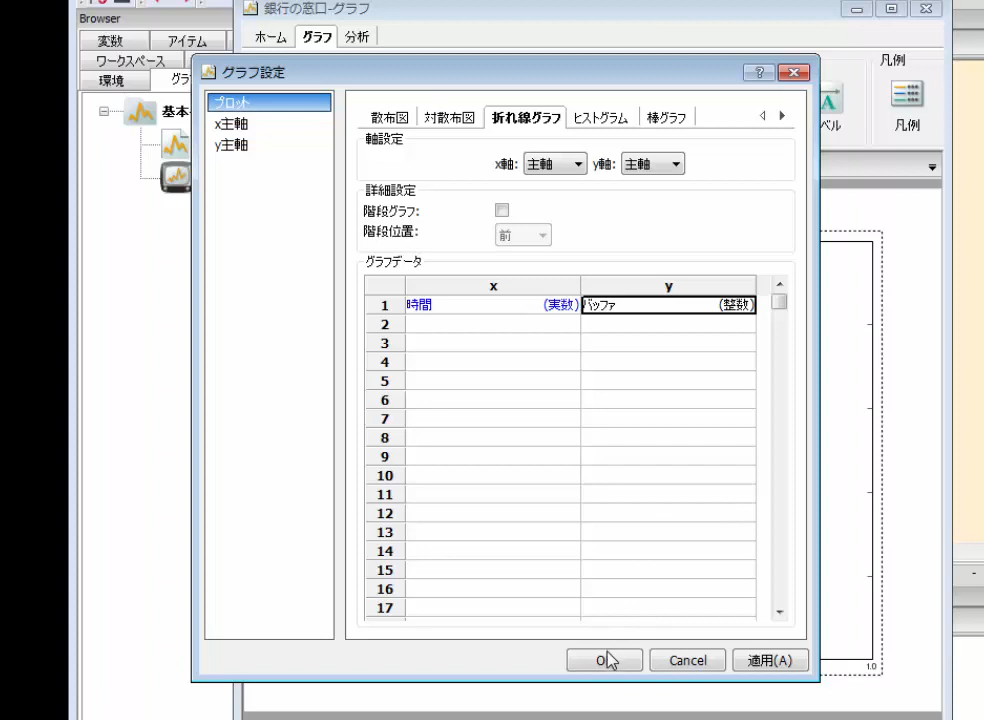 Browser
銀行の窓口-グラフ
変数
アイテム
ワークスペース
環境
ホーム
グラフ
分析
凡例
凡例
基本
グラフ設定
プロット
x主軸
y主軸
散布図
対散布図
折れ線グラフ
ヒストグラム
棒グラフ
軸設定
x軸:
主軸
y軸:
主軸
詳細設定
階段グラフ:
階段位置:
前
グラフデータ
x
y
1
時間
(実数)
バッファ
(整数)
2
3
4
5
6
7
8
9
10
11
12
13
14
15
16
17
Cancel
適用(A)
1.0